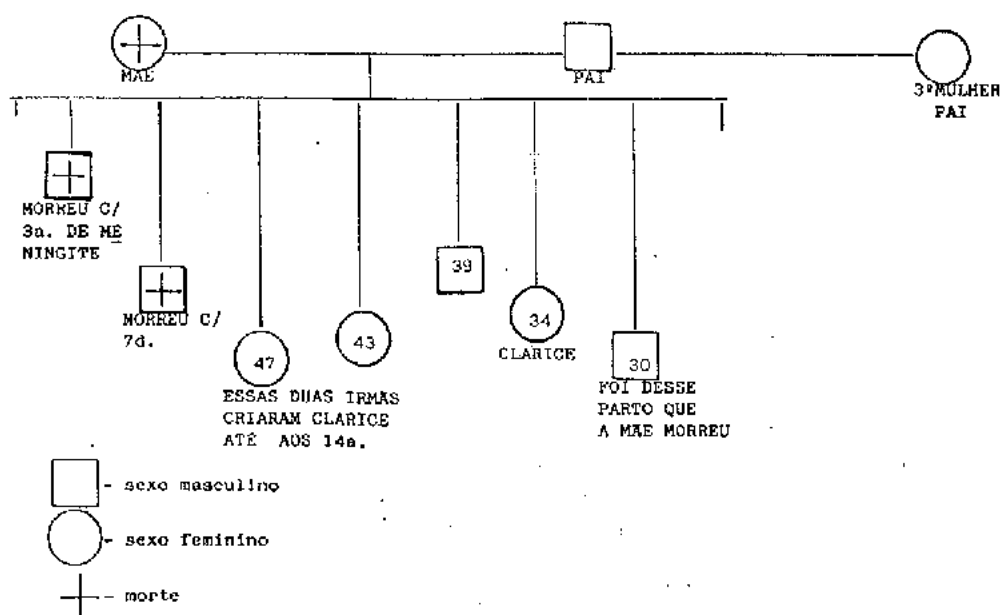 MÃE
PAI
3ªMULHER
PAI
MORREU C/
3a. DE ME
NINGITE
MORREU C/
7d.
47
ESSAS DUAS IRMÃS
CRIARAM CLARICE
ATÉ AOS 14a.
43
39
34
CLARICE
30
FOI DESSE
PARTO QUE
A MÃE MORREU
- sexo masculino
- sexo feminino
- morte